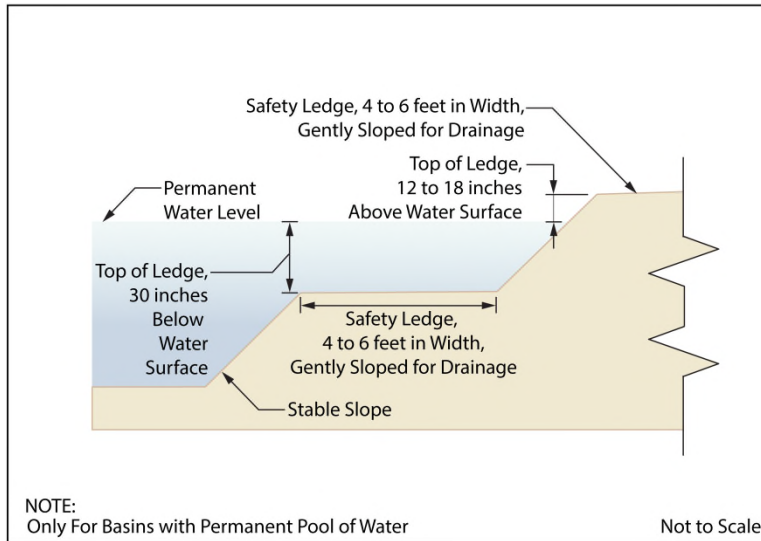 Safety Ledge, 4 to 6 feet in Width,
Gently Sloped for Drainage
Top of Ledge,
12 to 18 inches
Above Water Surface
Permanent
Water Level
Top of Ledge,
30 inches
Below
Water
Surface
Safety Ledge,
4 to 6 feet in Width,
Gently Sloped for Drainage
Stable Slope
NOTE:
Only For Basins with Permanent Pool of Water
Not to Scale